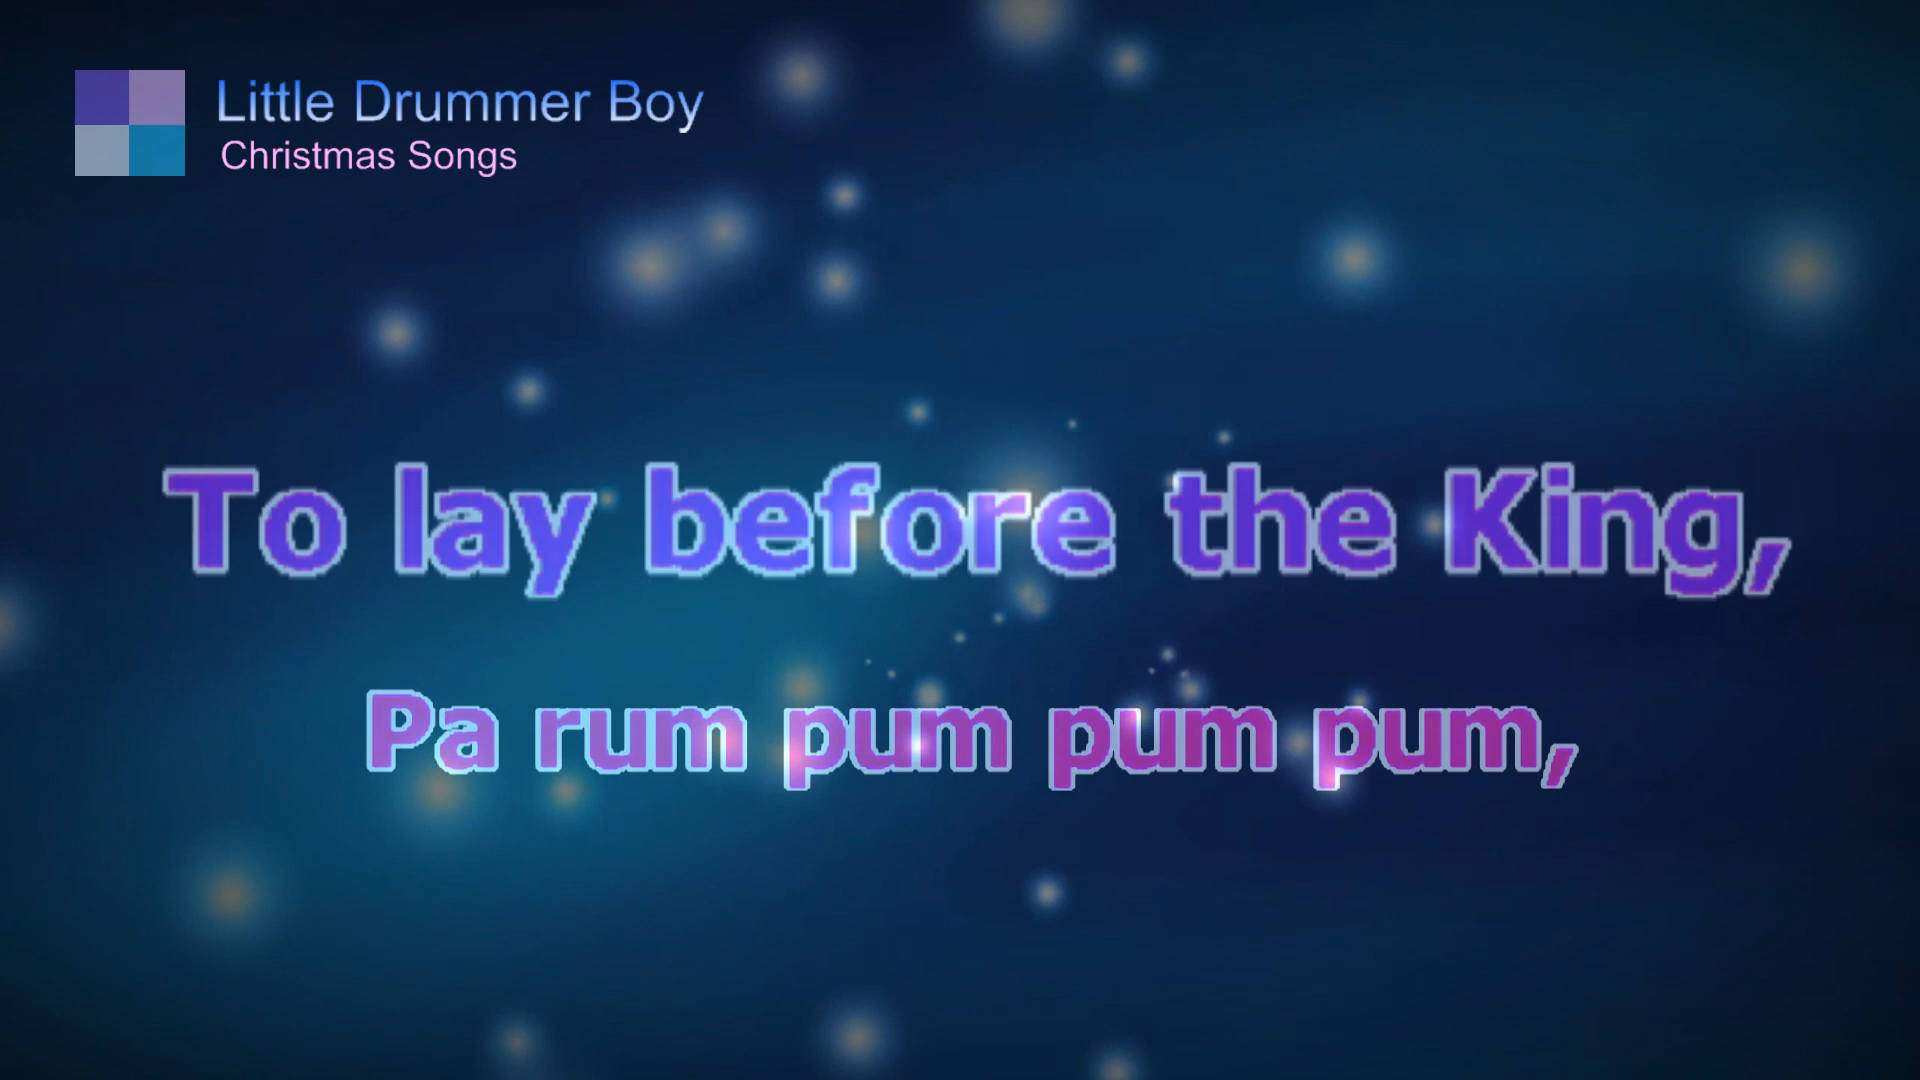 Little Drummer Boy
Christmas Songs
To lay before the King,
Pa rum pum pum pum,